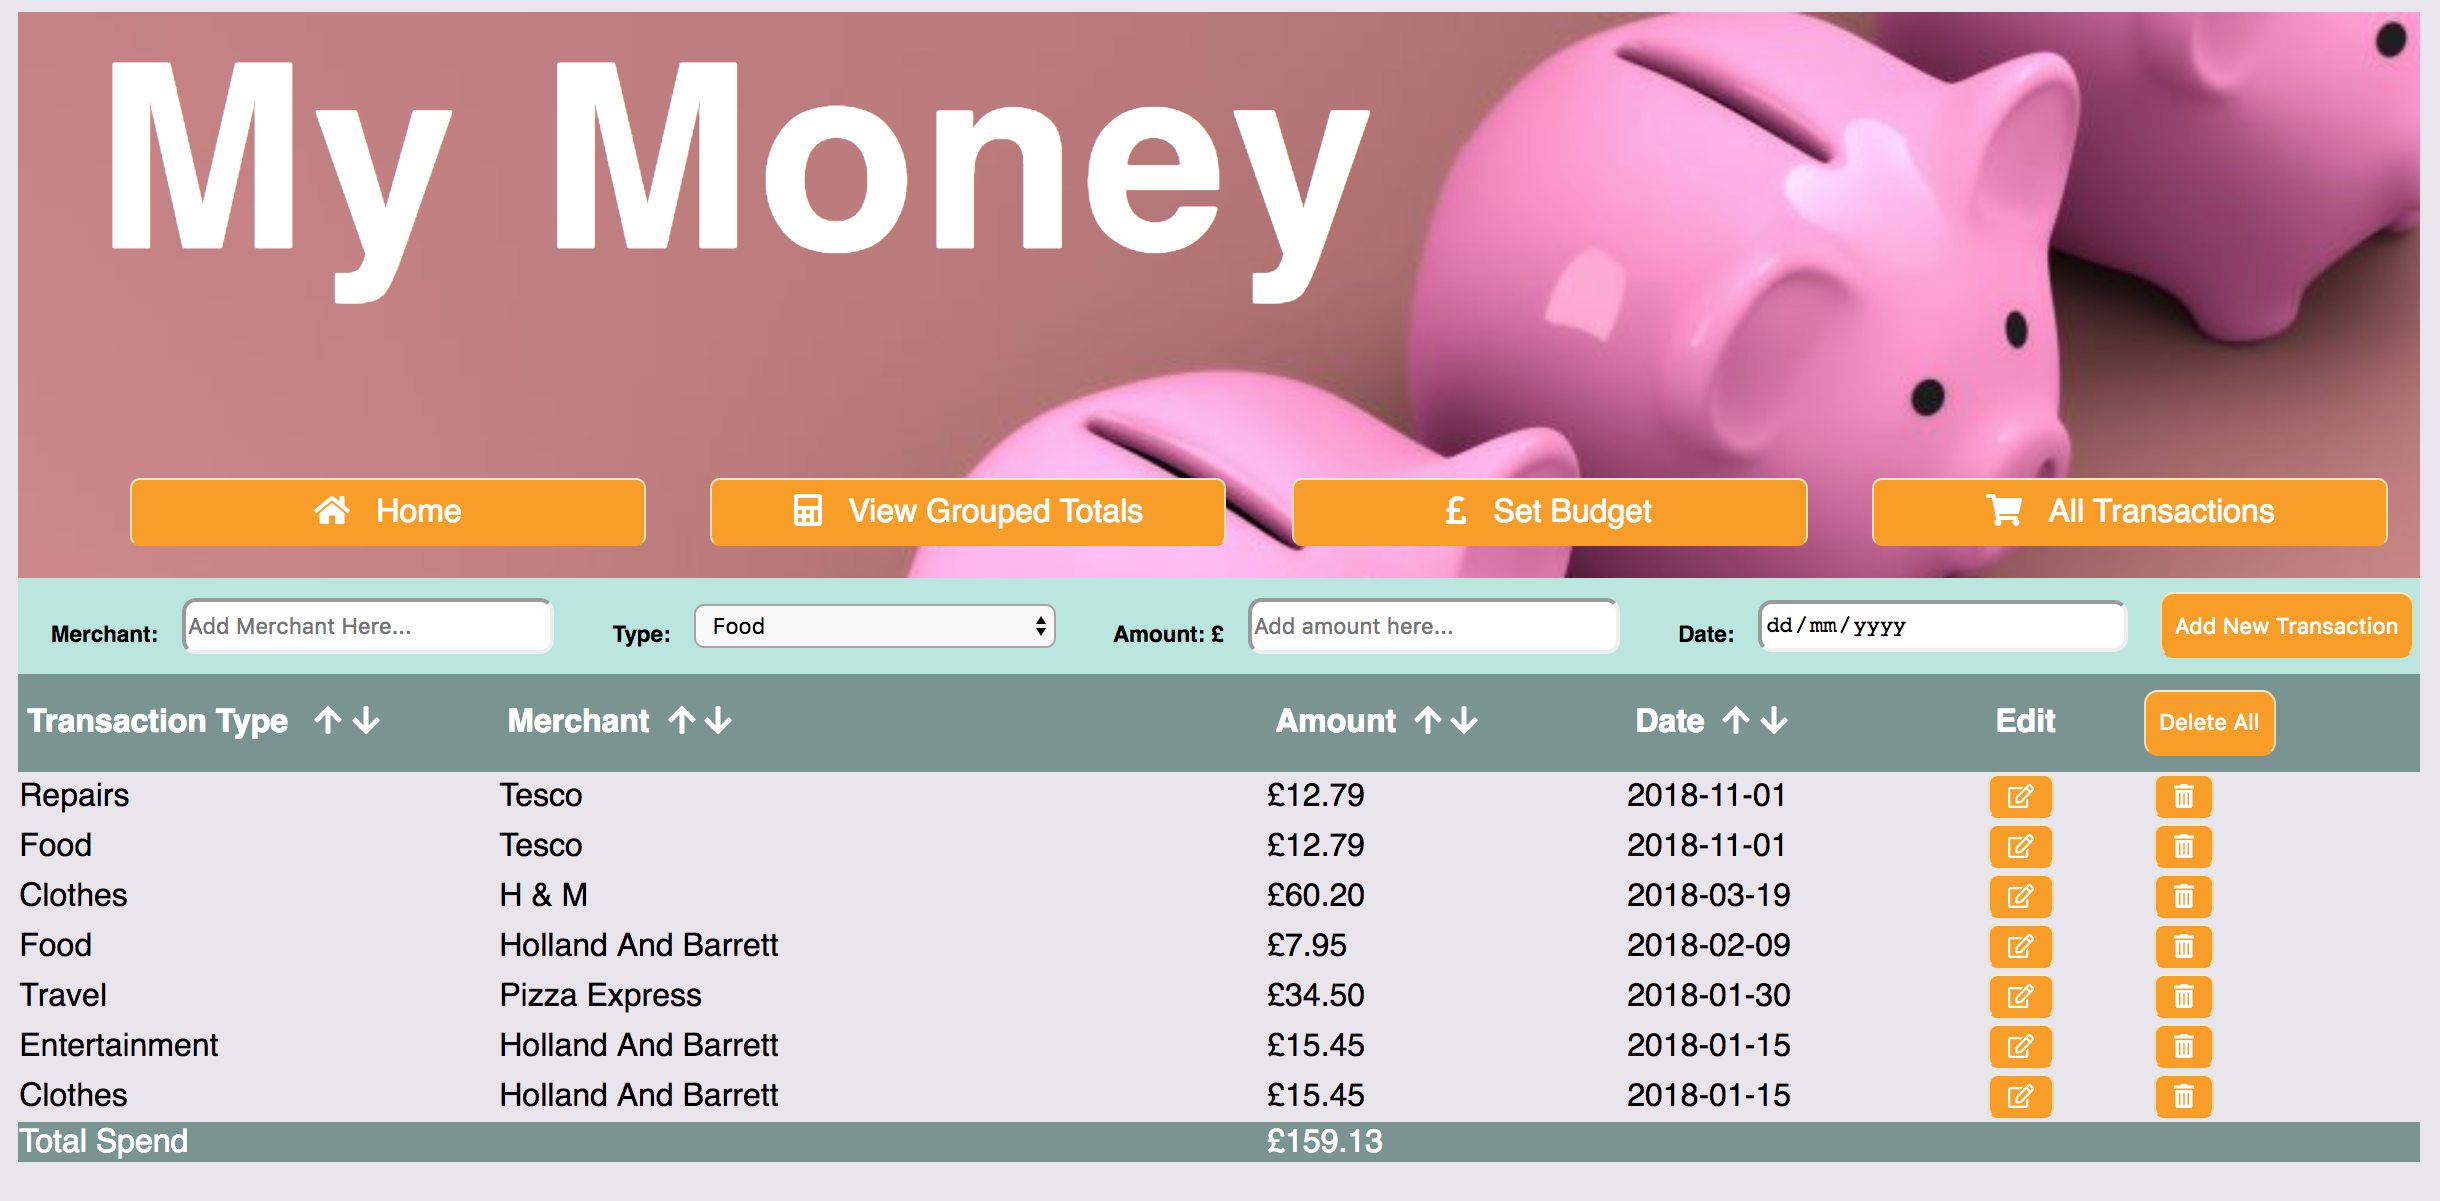 My Money
Home View Grouped Totals £ Set Budget All Transactions
Merchant: Add Merchant Here... Type: Food Amount: £ Add amount here... Date: dd/mm/yyyy Add New Transaction
Transaction Type Merchant Amount Date Edit Delete All
Repairs Tesco £12.79 2018-11-01
Food Tesco £12.79 2018-11-01
Clothes H & M £60.20 2018-03-19
Food Holland And Barrett £7.95 2018-02-09
Travel Pizza Express £34.50 2018-01-30
Entertainment Holland And Barrett £15.45 2018-01-15
Clothes Holland And Barrett £15.45 2018-01-15
Total Spend £159.13